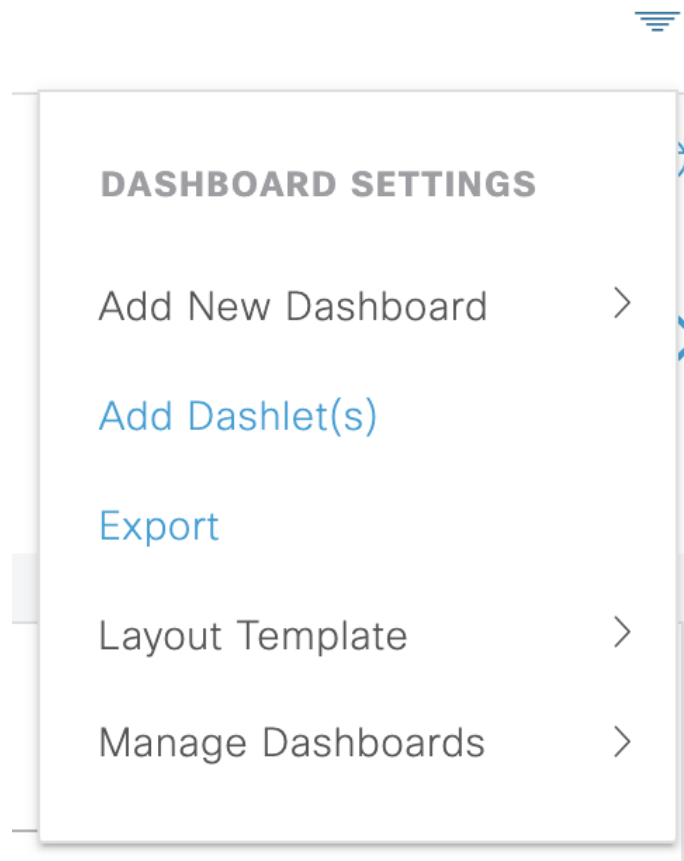 DASHBOARD SETTINGS
Add New Dashboard
Add Dashlet(s)
Export
Layout Template
Manage Dashboards